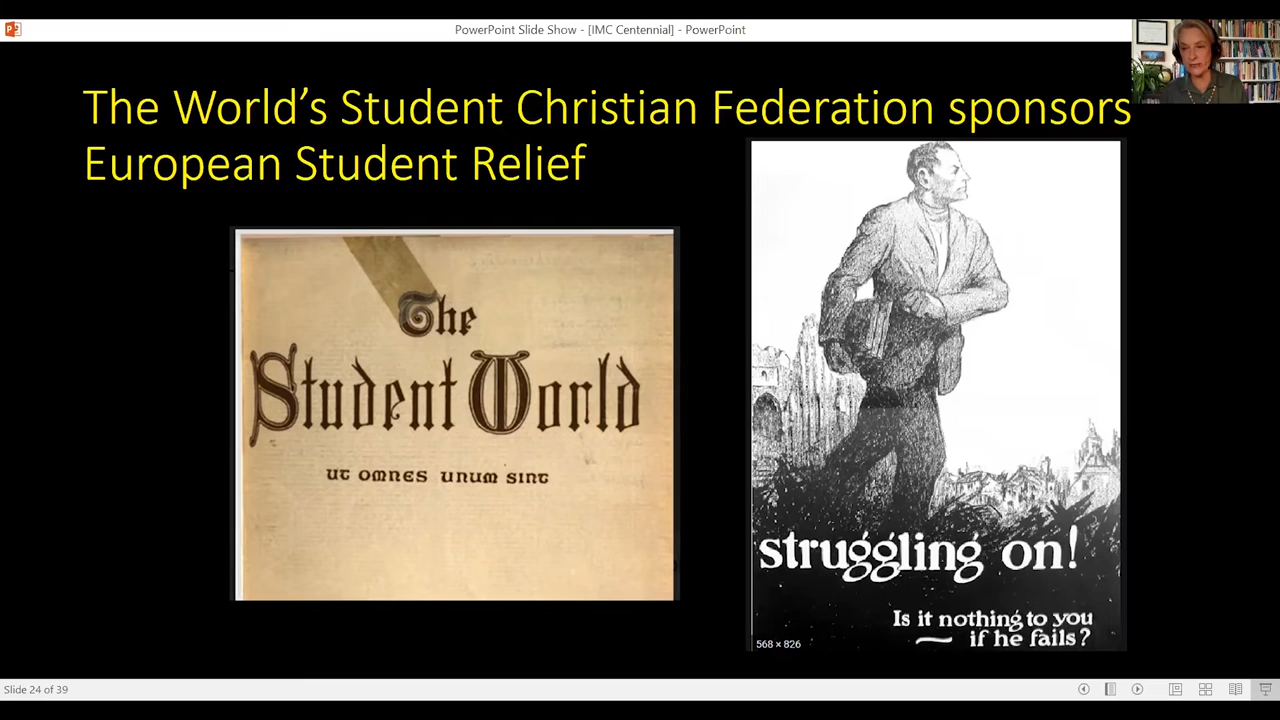 PowerPoint Slide Show - [IMC Centennial] - PowerPoint
The World’s Student Christian Federation sponsors
European Student Relief
The
Student World
UT OMNES UNUM SINT
struggling on!
Is it nothing to you
— if he fails?
568 × 826
Slide 24 of 39